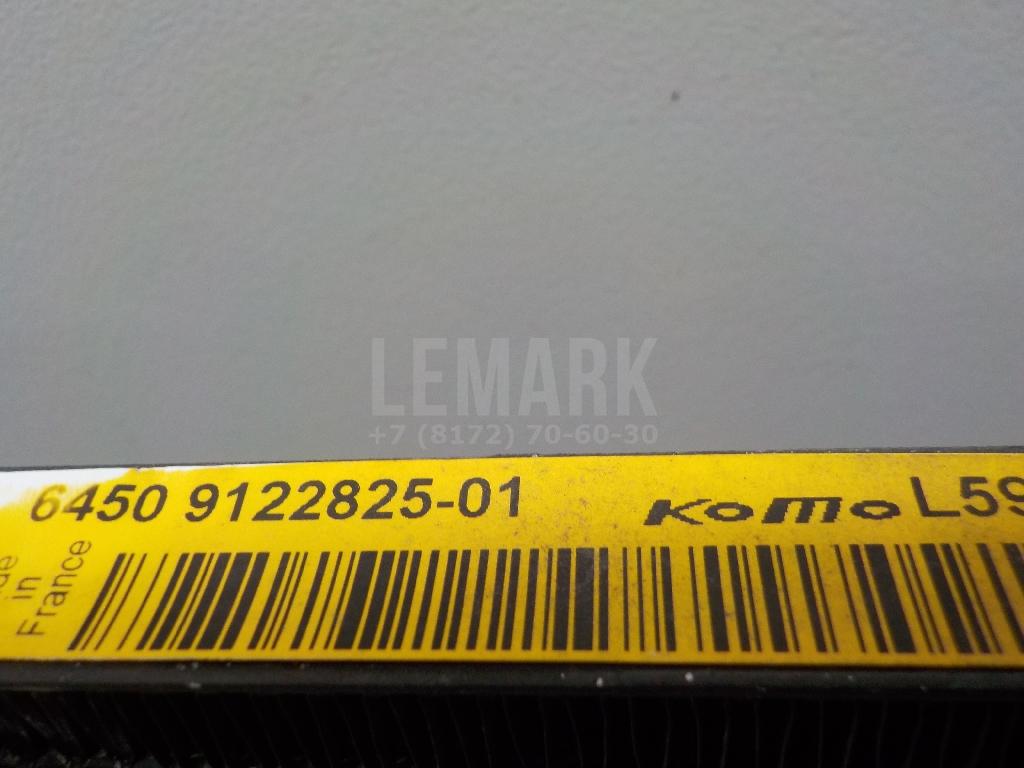 LEMARK
+7 (8172) 70-60-30
6450 9122825-01 KoMo L59
in
France